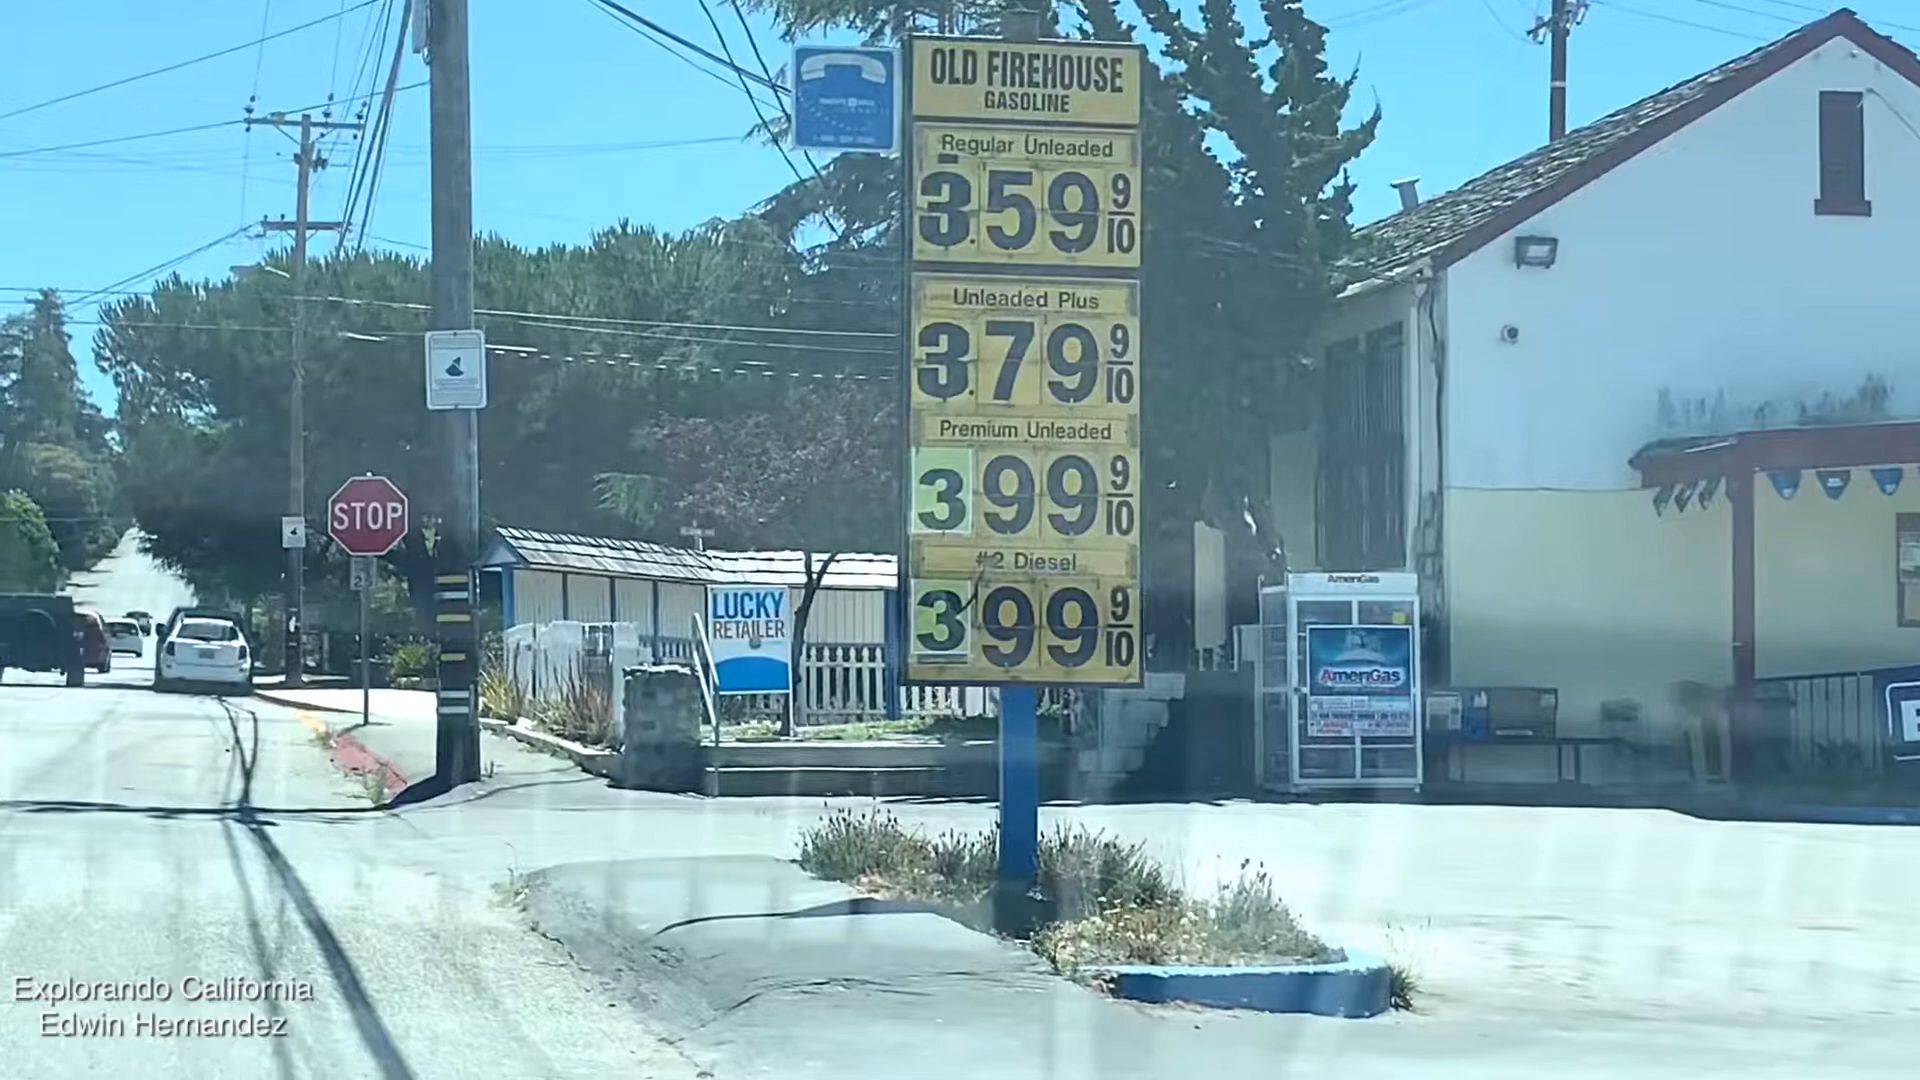 OLD FIREHOUSE
GASOLINE
Regular Unleaded
3.59 9/10
Unleaded Plus
3.79 9/10
Premium Unleaded
3 99 9/10
#2 Diesel
3 99 9/10
STOP
LUCKY
RETAILER
AmeriGas
AmeriGas
Explorando California
Edwin Hernandez